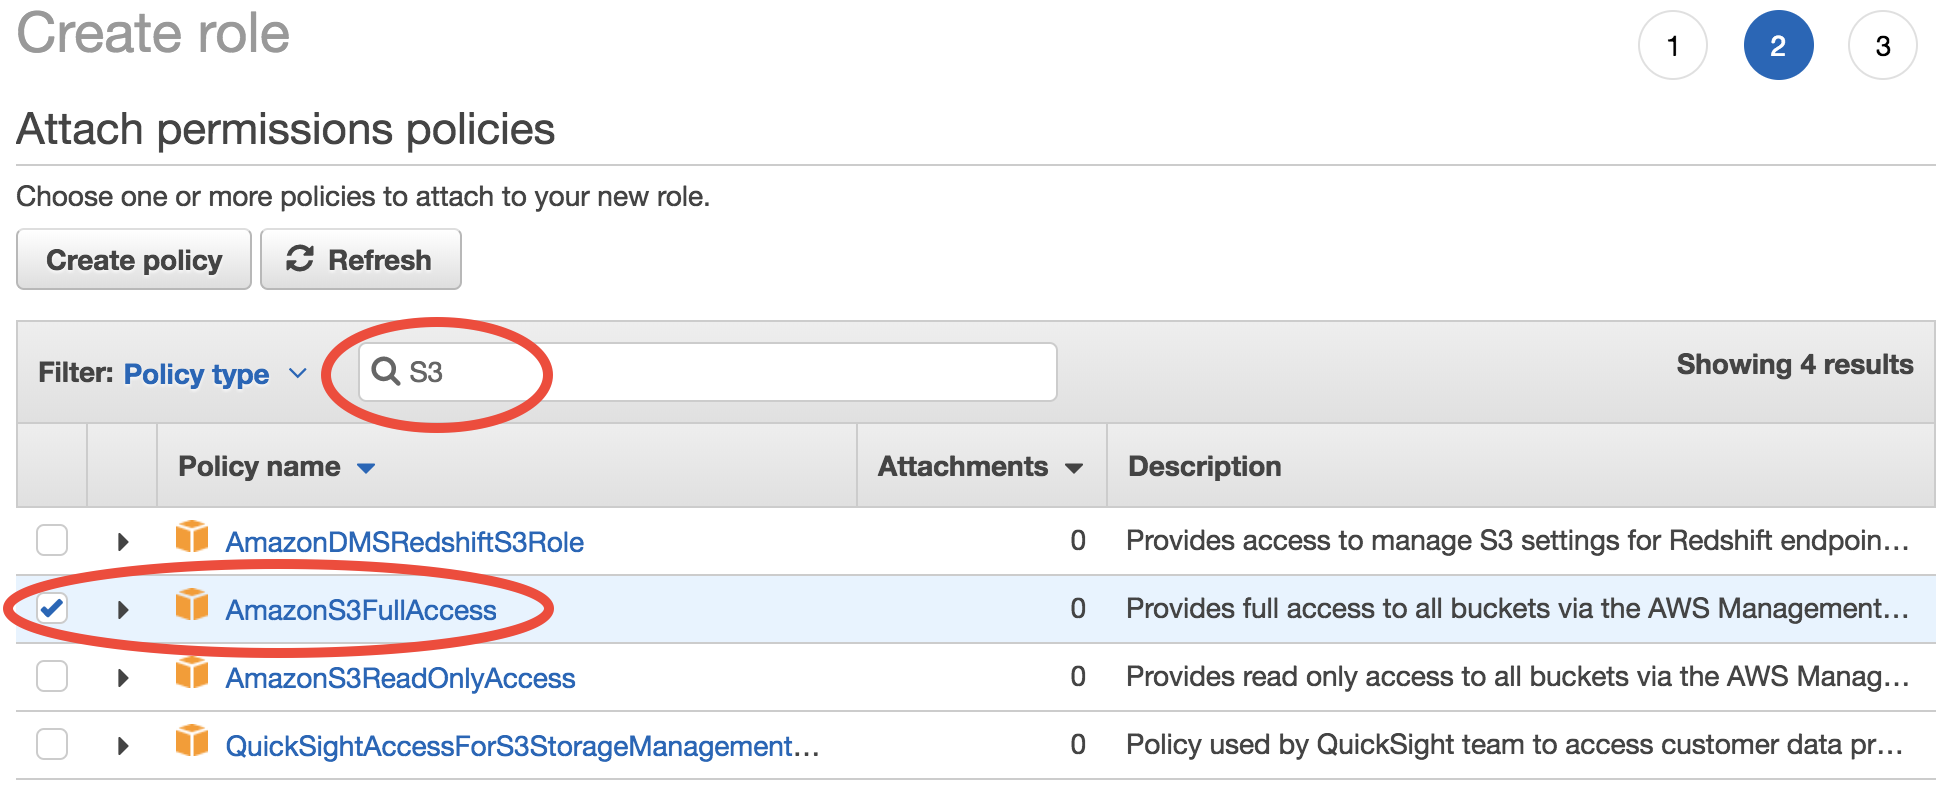 Create role
1 2 3
Attach permissions policies
Choose one or more policies to attach to your new role.
Create policy Refresh
Filter: Policy type S3 Showing 4 results
Policy name Attachments Description
AmazonDMSRedshiftS3Role 0 Provides access to manage S3 settings for Redshift endpoin...
AmazonS3FullAccess 0 Provides full access to all buckets via the AWS Management...
AmazonS3ReadOnlyAccess 0 Provides read only access to all buckets via the AWS Manag...
QuickSightAccessForS3StorageManagement... 0 Policy used by QuickSight team to access customer data pr...